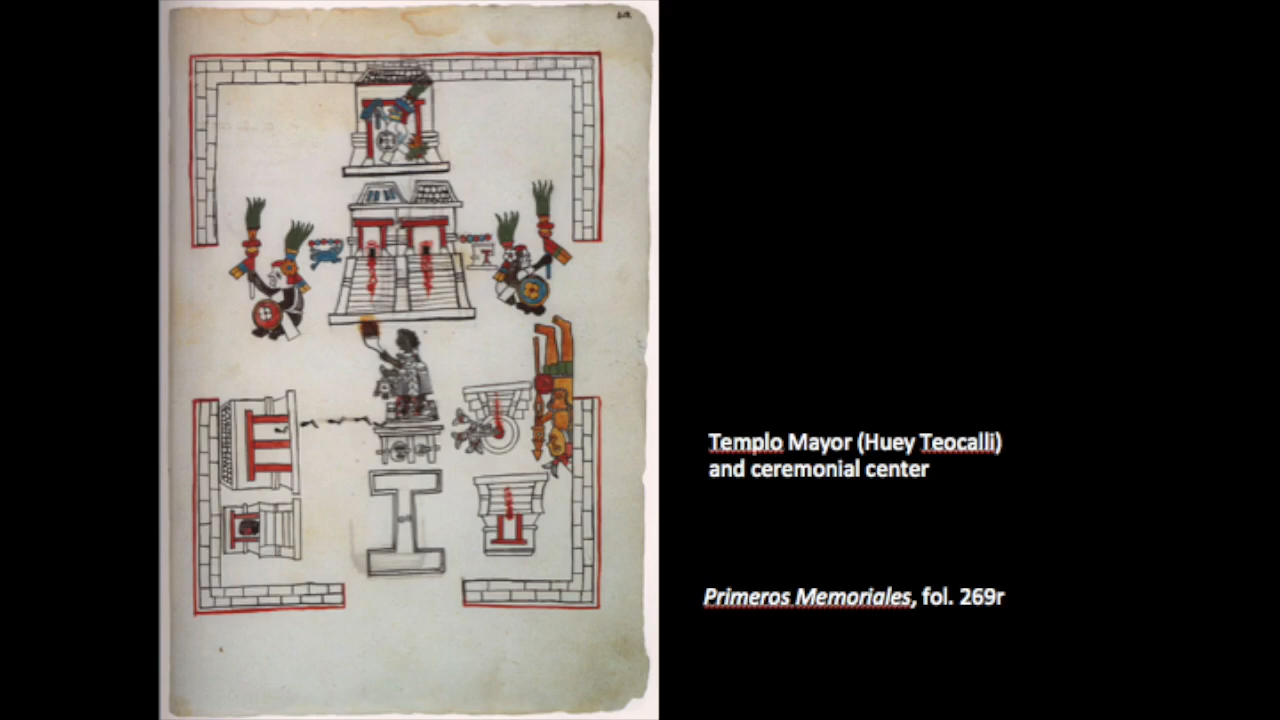 Templo Mayor (Huey Teocalli)
and ceremonial center
Primeros Memoriales, fol. 269r